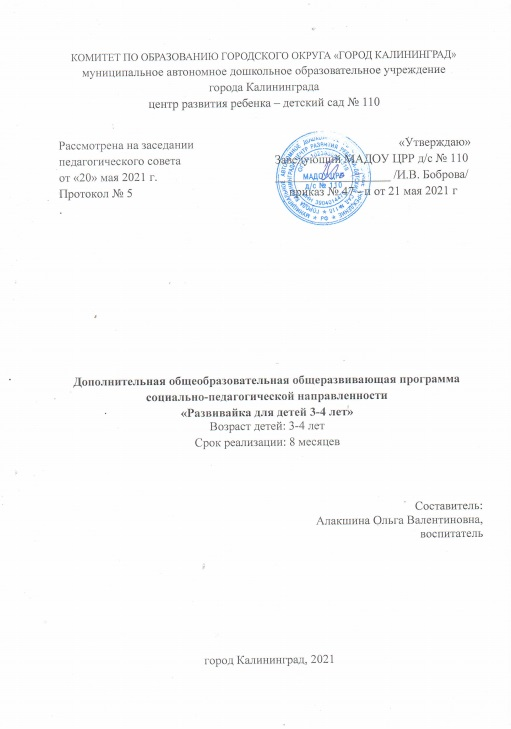 КОМИТЕТ ПО ОБРАЗОВАНИЮ ГОРОДСКОГО ОКРУГА «ГОРОД КАЛИНИНГРАД»
муниципальное автономное дошкольное образовательное учреждение
города Калининграда
центр развития ребенка – детский сад № 110
Рассмотрена на заседании
педагогического совета
от «20» мая 2021 г.
Протокол № 5
«Утверждаю»
Заведующий МАДОУ ЦРР д/с № 110
/И.В. Боброва/
приказ № 47 - п от 21 мая 2021 г
МАДОУ ЦРР
д/с № 110
Дополнительная общеобразовательная общеразвивающая программа
социально-педагогической направленности
«Развивайка для детей 3-4 лет»
Возраст детей: 3-4 лет
Срок реализации: 8 месяцев
Составитель:
Алакшина Ольга Валентиновна,
воспитатель
город Калининград, 2021